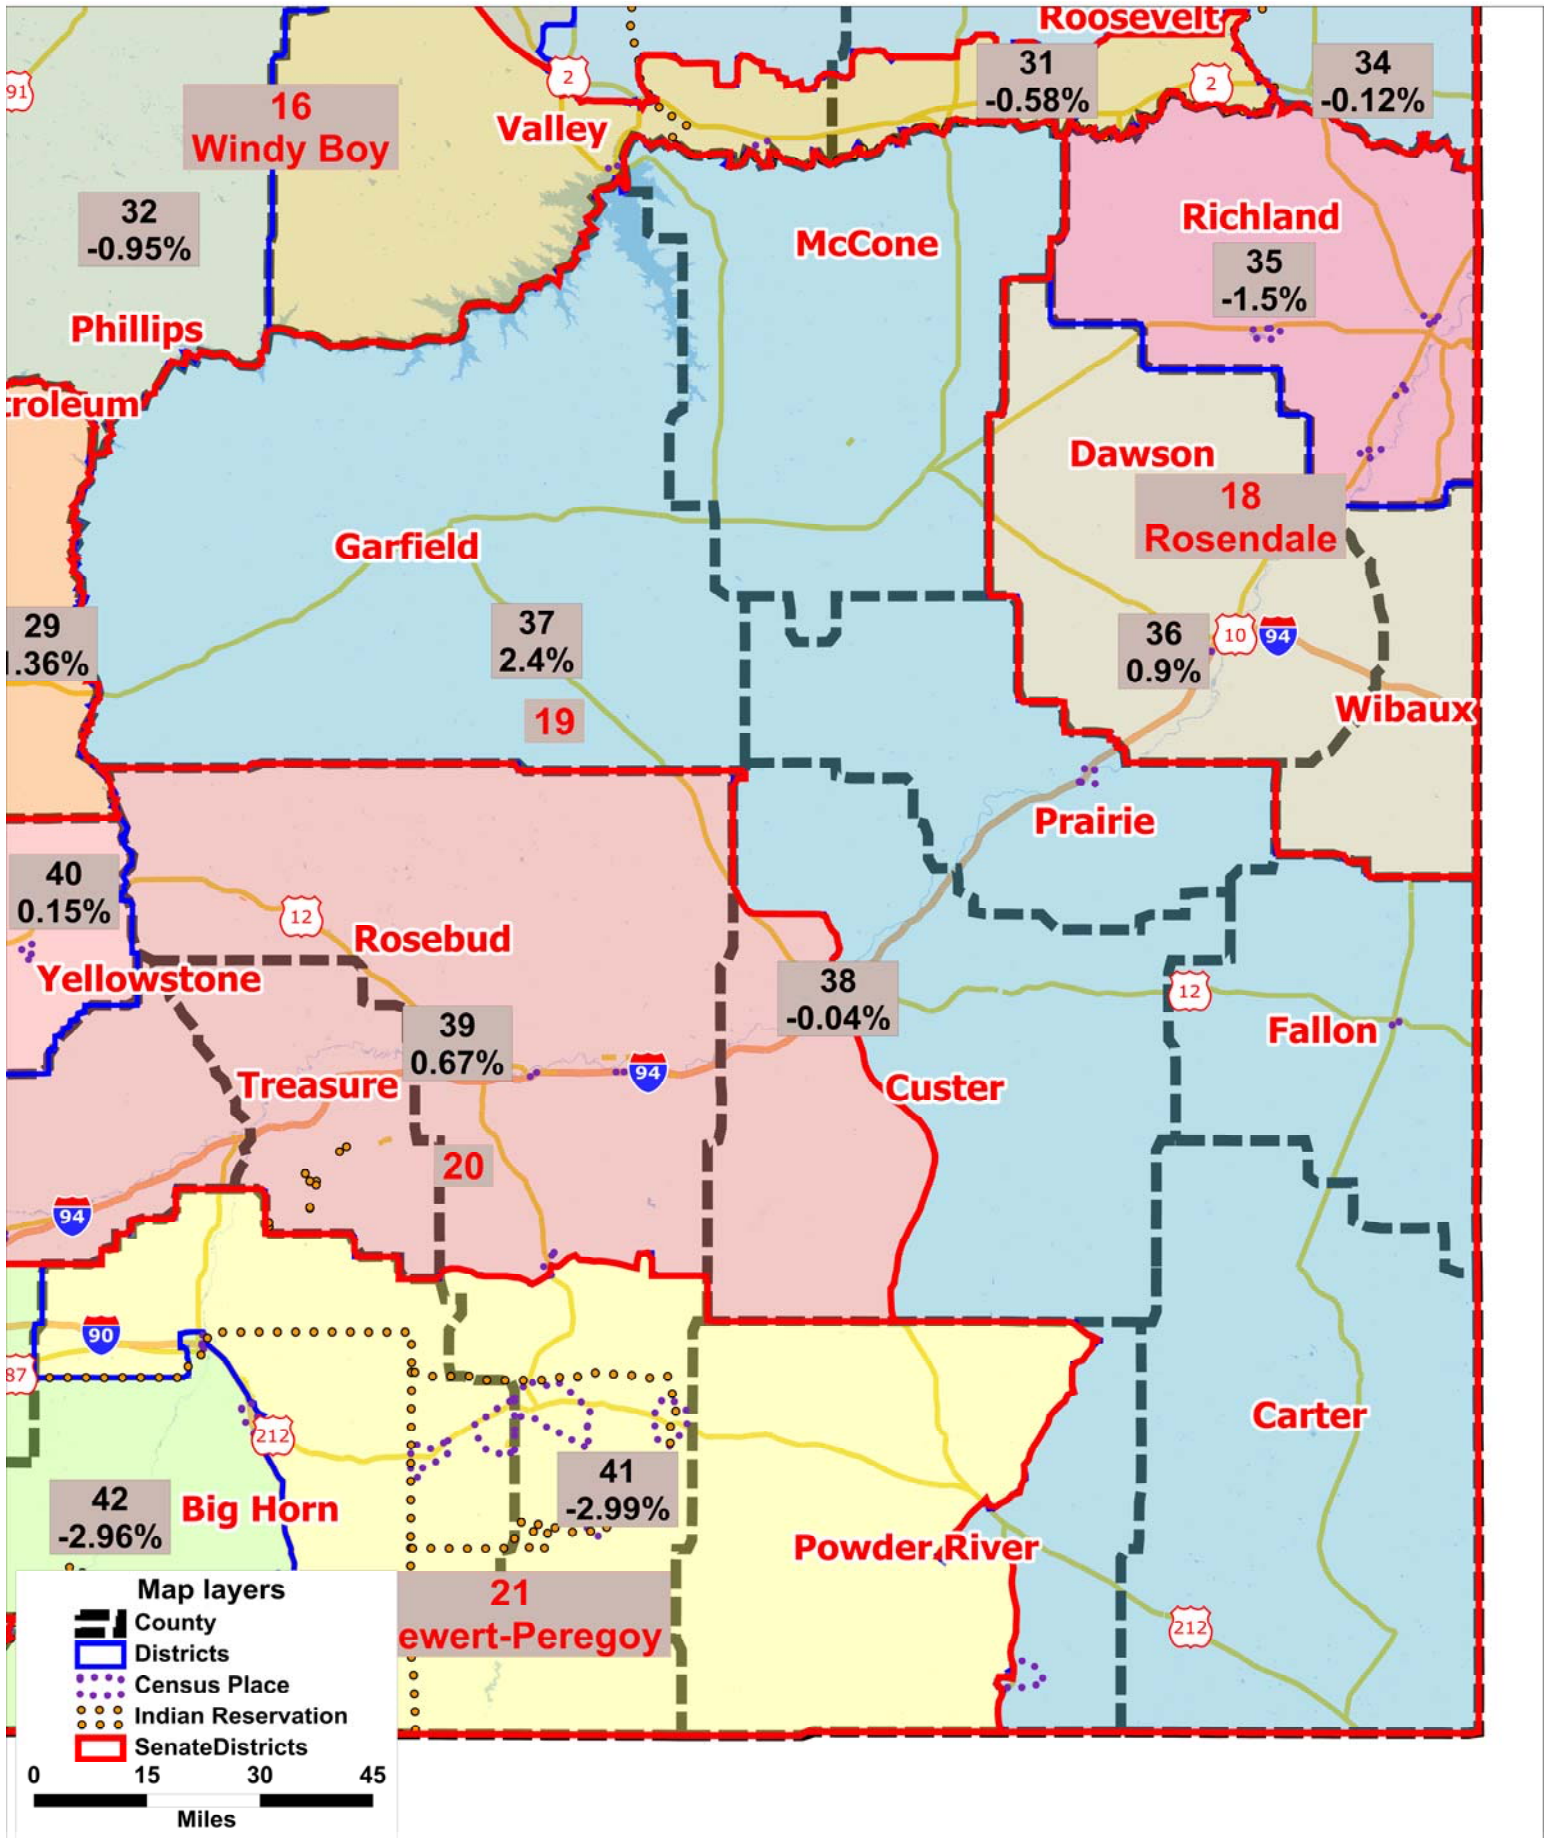 Roosevelt
2
31
-0.58%
2
34
-0.12%
91
16
Windy Boy
Valley
32
-0.95%
McCone
Richland
35
-1.5%
Phillips
troleum
Dawson
18
Rosendale
Garfield
29
1.36%
37
2.4%
36
0.9%
10
94
19
Wibaux
Prairie
40
0.15%
12
Rosebud
Yellowstone
38
-0.04%
12
39
0.67%
Fallon
94
Treasure
Custer
20
94
90
87
212
Carter
41
-2.99%
42
-2.96%
Big Horn
Powder River
21
ewert-Peregoy
212
Map layers
County
Districts
Census Place
Indian Reservation
SenateDistricts
0 15 30 45
Miles